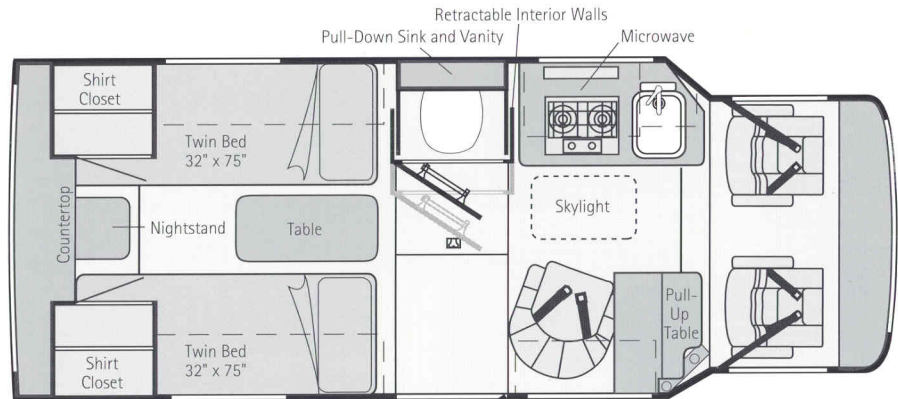 Retractable Interior Walls
Pull-Down Sink and Vanity
Microwave
Shirt
Closet
Twin Bed
32" x 75"
Countertop
Nightstand
Table
Skylight
Pull-
Up
Table
Shirt
Closet
Twin Bed
32" x 75"